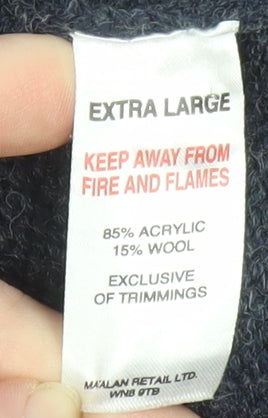 EXTRA LARGE
KEEP AWAY FROM
FIRE AND FLAMES
85% ACRYLIC
15% WOOL
EXCLUSIVE
OF TRIMMINGS
RETAIL LTD.
WN8 9TB